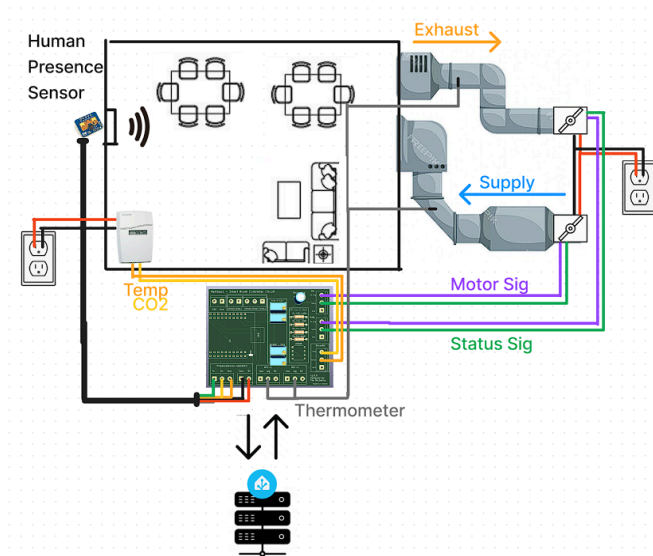 Human
Presence
Sensor
Exhaust
Supply
Temp
CO2
Motor Sig
Status Sig
Thermometer